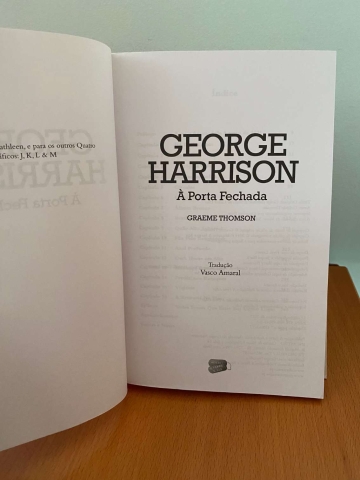 athleen, e para os outros Quatro
íficos: J, K, L & M
GEORGE
HARRISON
À Porta Fechada
GRAEME THOMSON
Tradução
Vasco Amaral